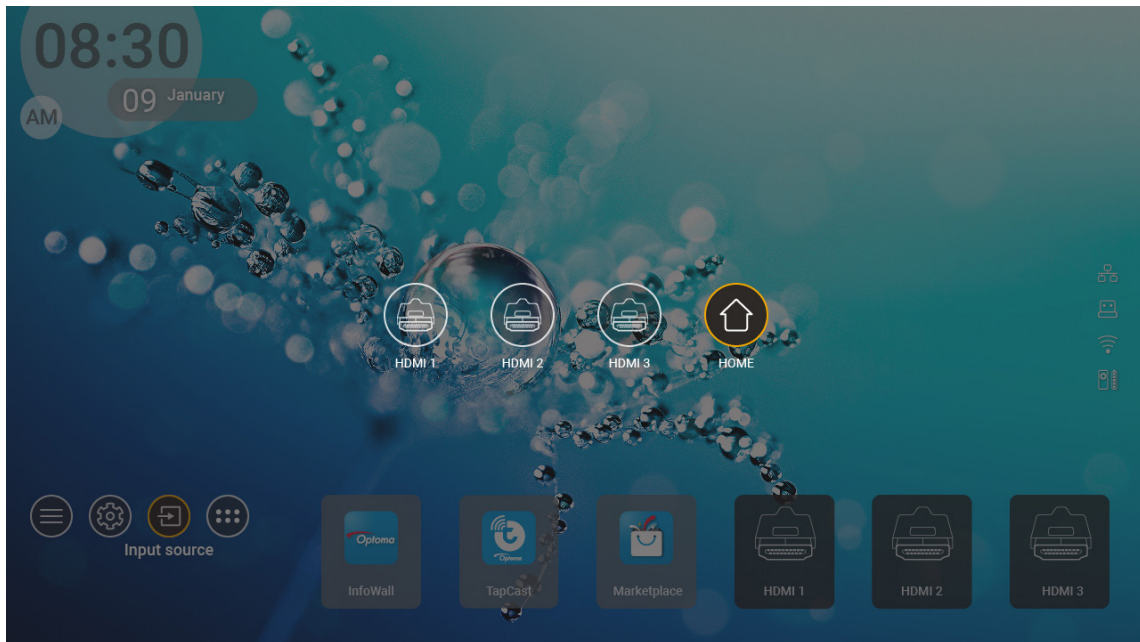 08:30
09 January
AM
HDMI 1
HDMI 2
HDMI 3
HOME
Input source
Optoma
InfoWall
Optoma
TapCast
Marketplace
HDMI 1
HDMI 2
HDMI 3